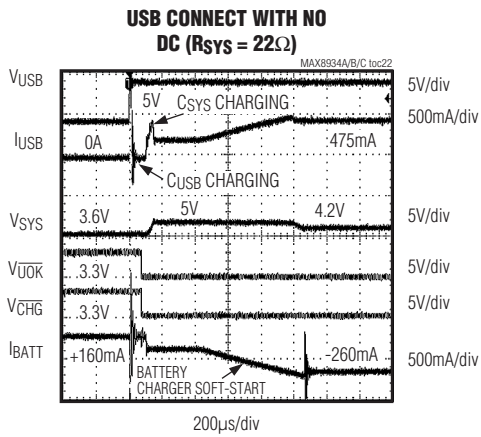 USB CONNECT WITH NO
DC (RSYS = 22Ω)
MAX8934A/B/C toc22
VUSB
5V/div
5V
CSYS CHARGING
500mA/div
IUSB
0A
475mA
CUSB CHARGING
VSYS
3.6V
5V
4.2V
5V/div
VUOK
3.3V
5V/div
VCHG
3.3V
5V/div
IBATT
+160mA
-260mA
500mA/div
BATTERY
CHARGER SOFT-START
200µs/div